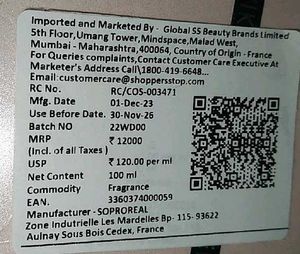 Imported and Marketed By - Global SS Beauty Brands Limited
5th Floor,Umang Tower,Mindspace,Malad West,
Mumbai - Maharashtra,400064, Country of Origin - France
For Queries complaints,Contact Customer Care Executive At
Marketer's Address Call\1800-419-6648...
Email:customercare@shoppersstop.com
RC No. RC/COS-003471
Mfg. Date 01-Dec-23
Use Before Date. 30-Nov-26
Batch NO 22WD00
MRP ₹ 12000
(Incl. of all Taxes)
USP ₹ 120.00 per ml
Net Content 100 ml
Commodity Fragrance
EAN. 3360374000059
Manufacturer - SOPROREAL
Zone Indutrielle Les Mardelles Bp- 115- 93622
Aulnay Sous Bois Cedex, France